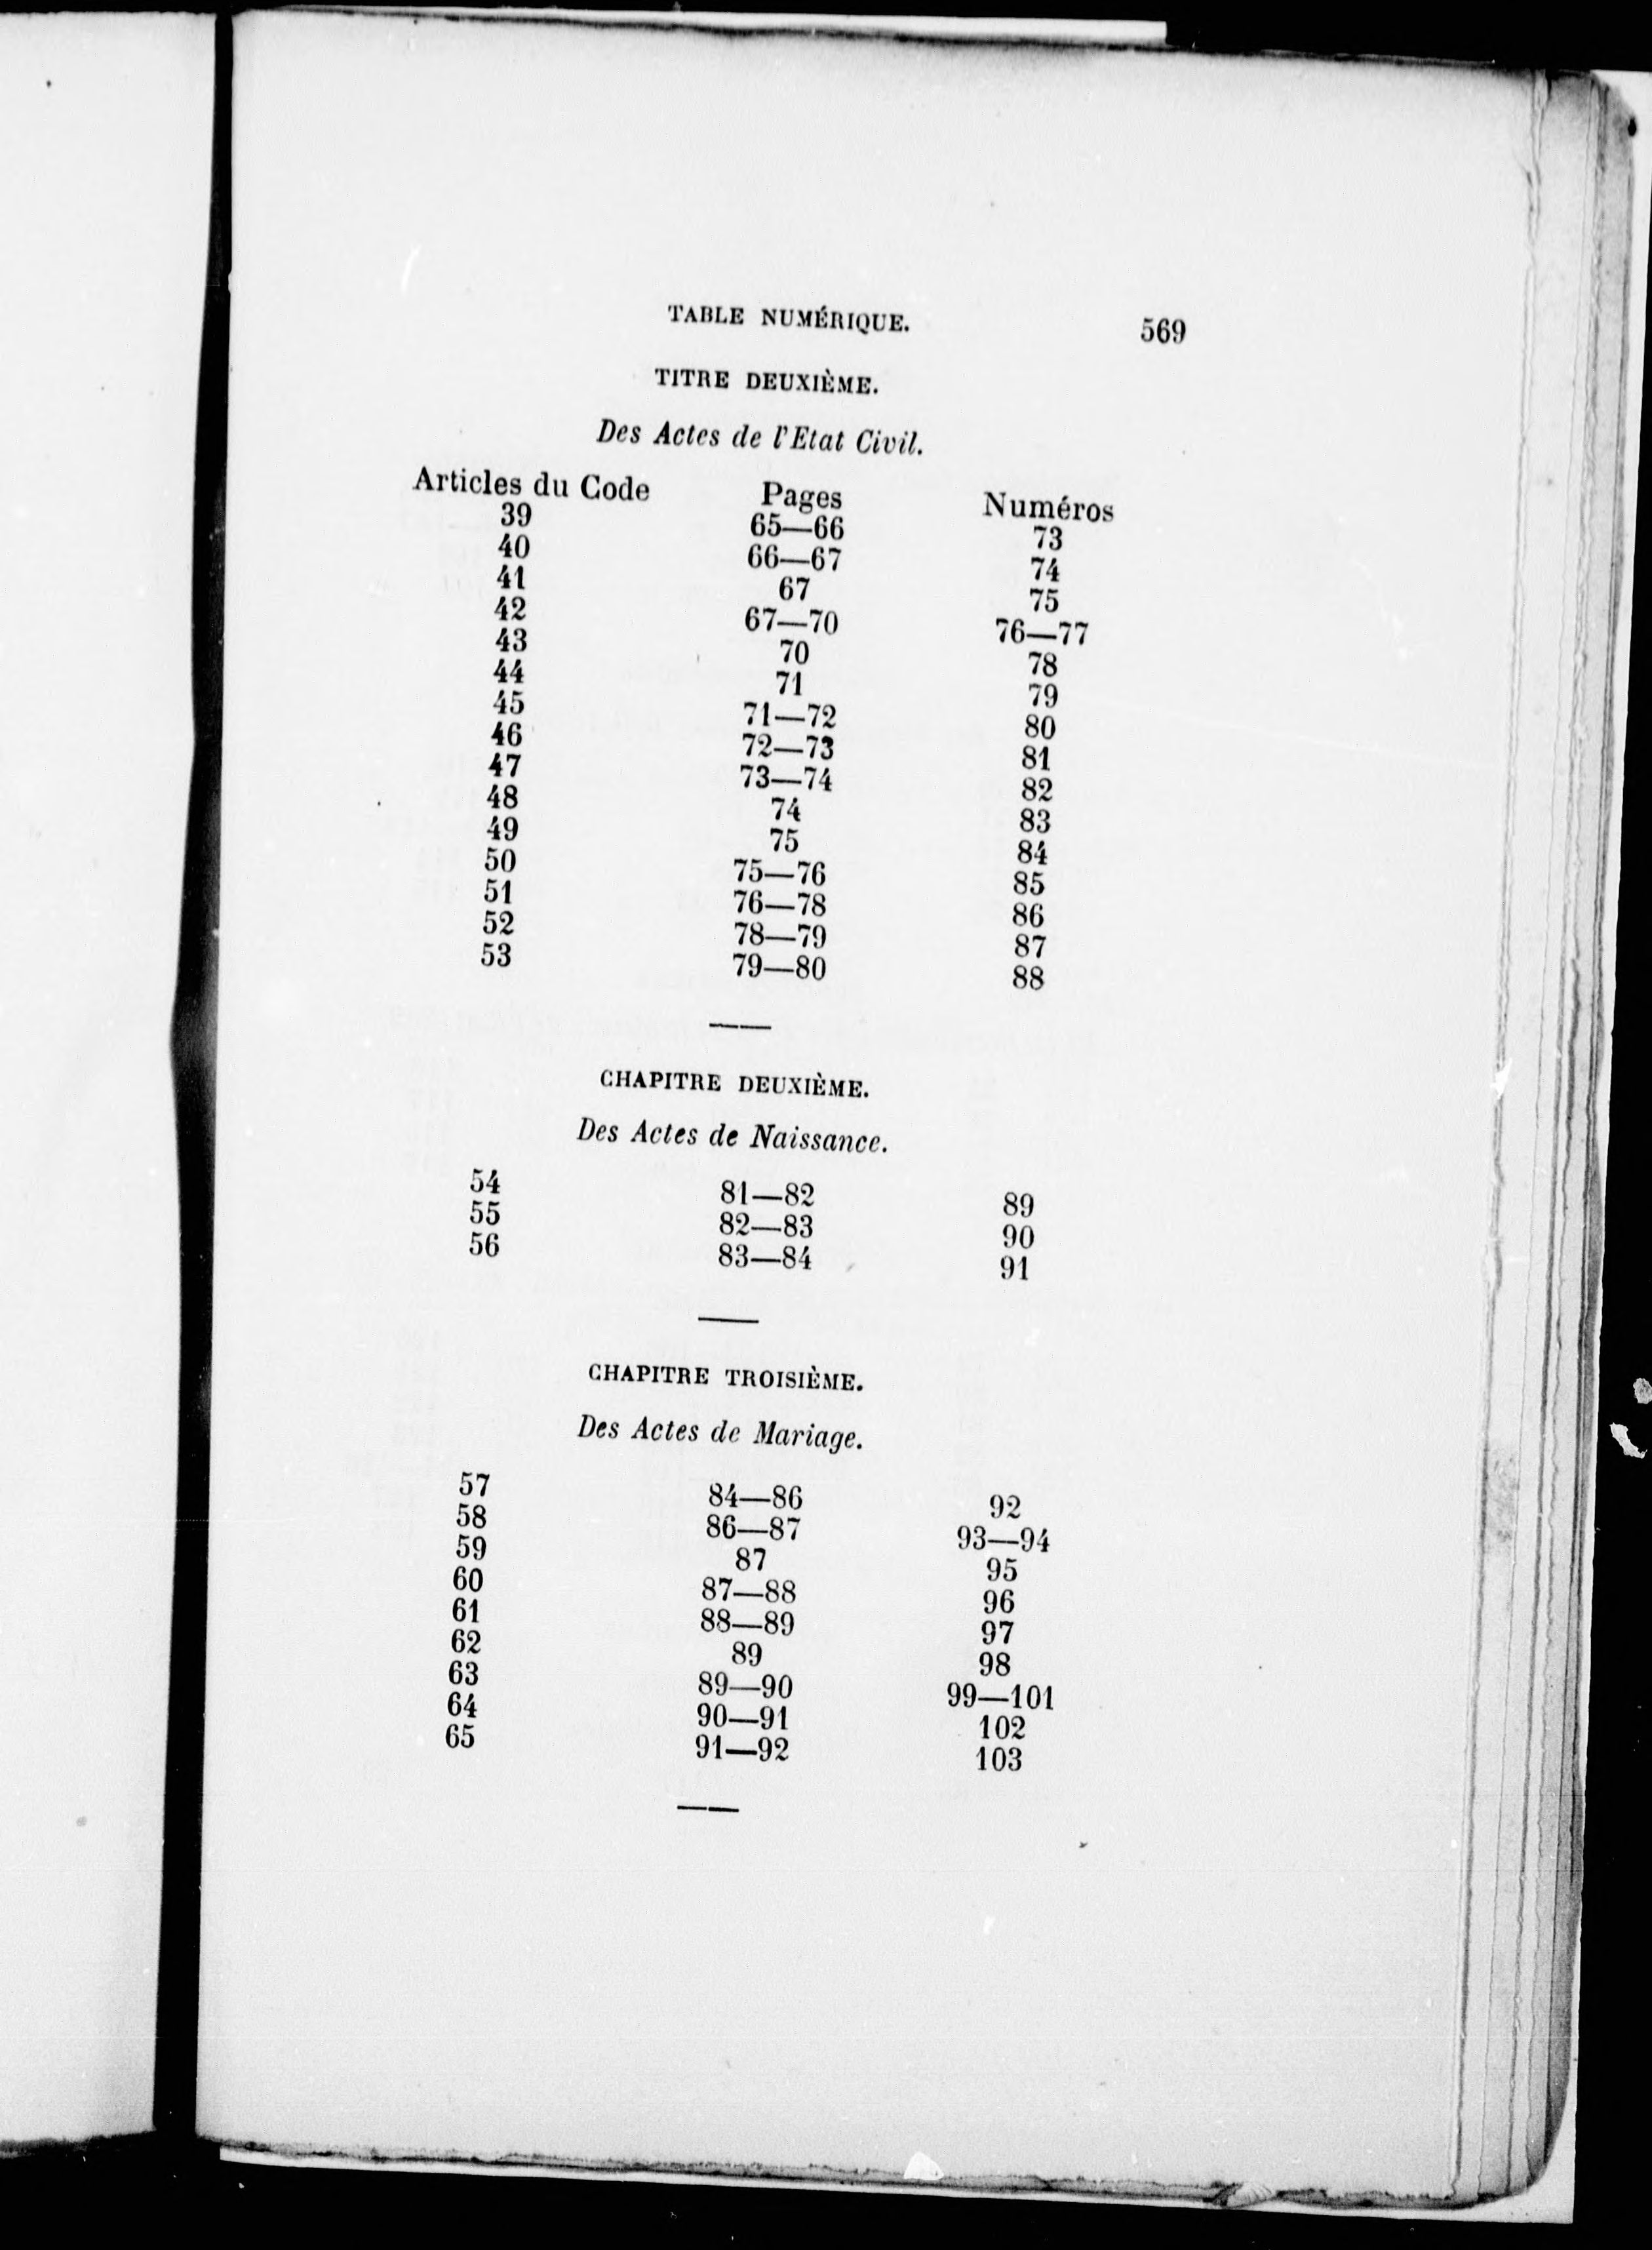 TABLE NUMÉRIQUE. 569
TITRE DEUXIÈME.
Des Actes de l'Etat Civil.
Articles du Code Pages Numéros
39 65—66 73
40 66—67 74
41 67 75
42 67—70 76—77
43 70 78
44 71 79
45 71—72 80
46 72—73 81
47 73—74 82
48 74 83
49 75 84
50 75—76 85
51 76—78 86
52 78—79 87
53 79—80 88
CHAPITRE DEUXIÈME.
Des Actes de Naissance.
54 81—82 89
55 82—83 90
56 83—84 91
CHAPITRE TROISIÈME.
Des Actes de Mariage.
57 84—86 92
58 86—87 93—94
59 87 95
60 87—88 96
61 88—89 97
62 89 98
63 89—90 99—101
64 90—91 102
65 91—92 103